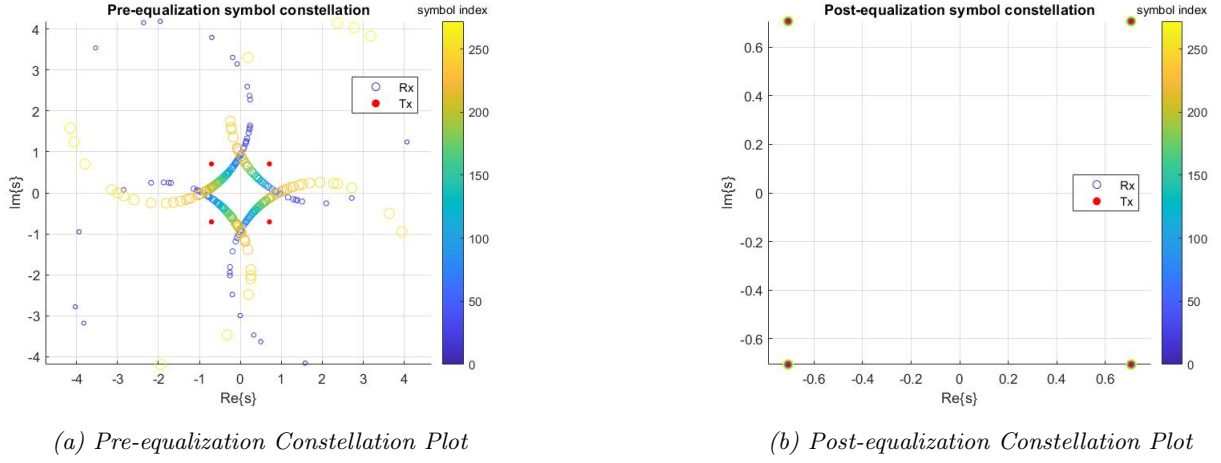 Pre-equalization symbol constellation
symbol index
4
3
2
1
0
-1
-2
-3
-4
Im{s}
-4 -3 -2 -1 0 1 2 3 4
Re{s}
Rx
Tx
250
200
150
100
50
0
(a) Pre-equalization Constellation Plot
Post-equalization symbol constellation
symbol index
0.6
0.4
0.2
0
-0.2
-0.4
-0.6
Im{s}
-0.6 -0.4 -0.2 0 0.2 0.4 0.6
Re{s}
Rx
Tx
250
200
150
100
50
0
(b) Post-equalization Constellation Plot